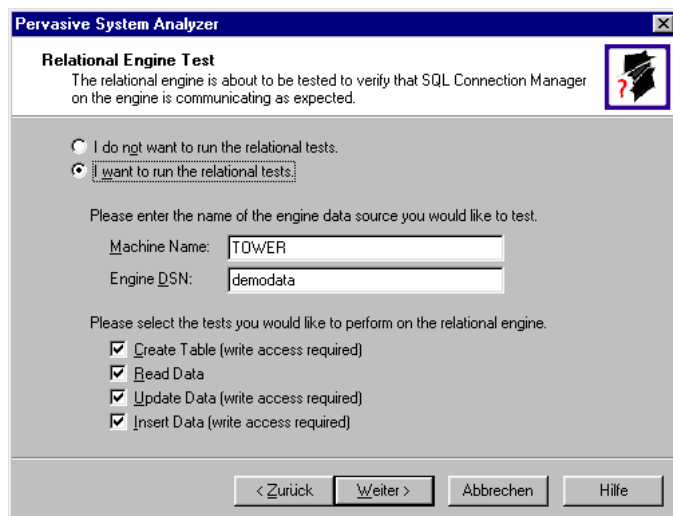 Pervasive System Analyzer
Relational Engine Test
The relational engine is about to be tested to verify that SQL Connection Manager
on the engine is communicating as expected.
?
I do not want to run the relational tests.
I want to run the relational tests.
Please enter the name of the engine data source you would like to test.
Machine Name: TOWER
Engine DSN: demodata
Please select the tests you would like to perform on the relational engine.
Create Table (write access required)
Read Data
Update Data (write access required)
Insert Data (write access required)
< Zurück Weiter > Abbrechen Hilfe